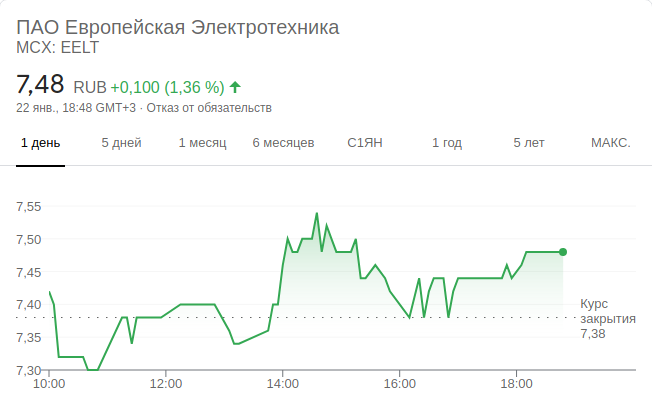 ПАО Европейская Электротехника
MCX: EELT
7,48 RUB +0,100 (1,36 %)
22 янв., 18:48 GMT+3 · Отказ от обязательств
1 день 5 дней 1 месяц 6 месяцев С1ЯН 1 год 5 лет МАКС.
7,55
7,50
7,45
7,40
7,35
7,30
Курс
закрытия
7,38
10:00 12:00 14:00 16:00 18:00